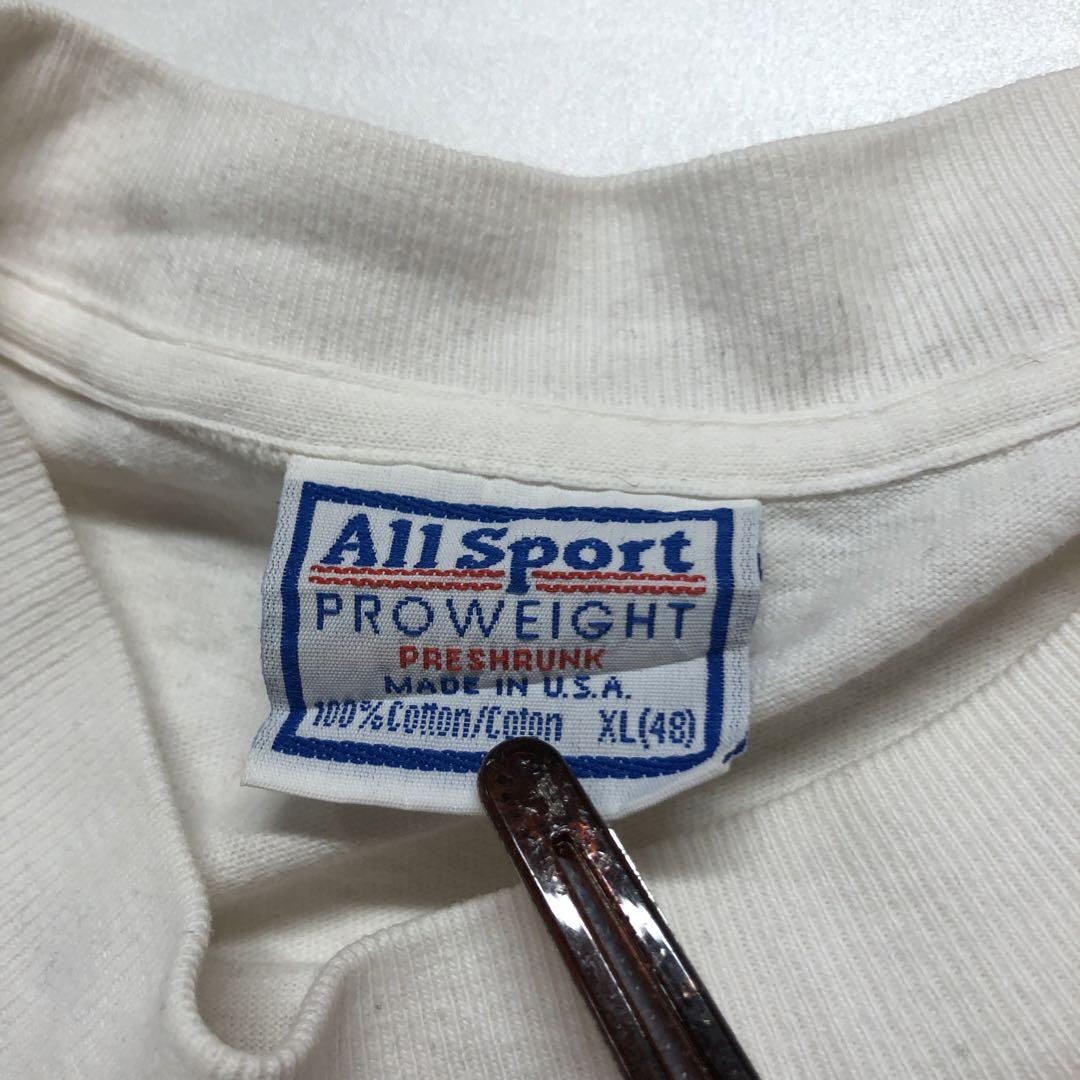 All Sport
PROWEIGHT
PRESHRUNK
MADE IN U.S.A.
100% Cotton/Coton XL(48)